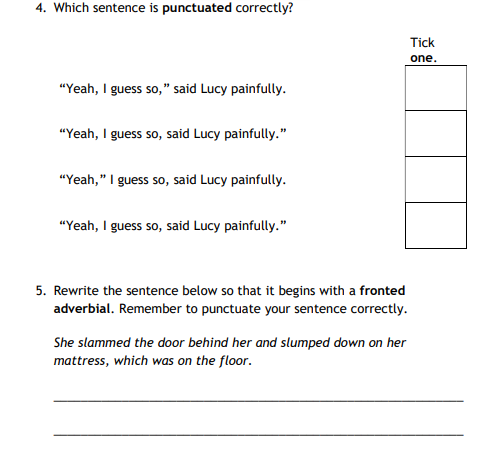 4. Which sentence is punctuated correctly?
Tick
one.
“Yeah, I guess so,” said Lucy painfully.
“Yeah, I guess so, said Lucy painfully.”
“Yeah,” I guess so, said Lucy painfully.
“Yeah, I guess so, said Lucy painfully.”
5. Rewrite the sentence below so that it begins with a fronted
adverbial. Remember to punctuate your sentence correctly.
She slammed the door behind her and slumped down on her
mattress, which was on the floor.